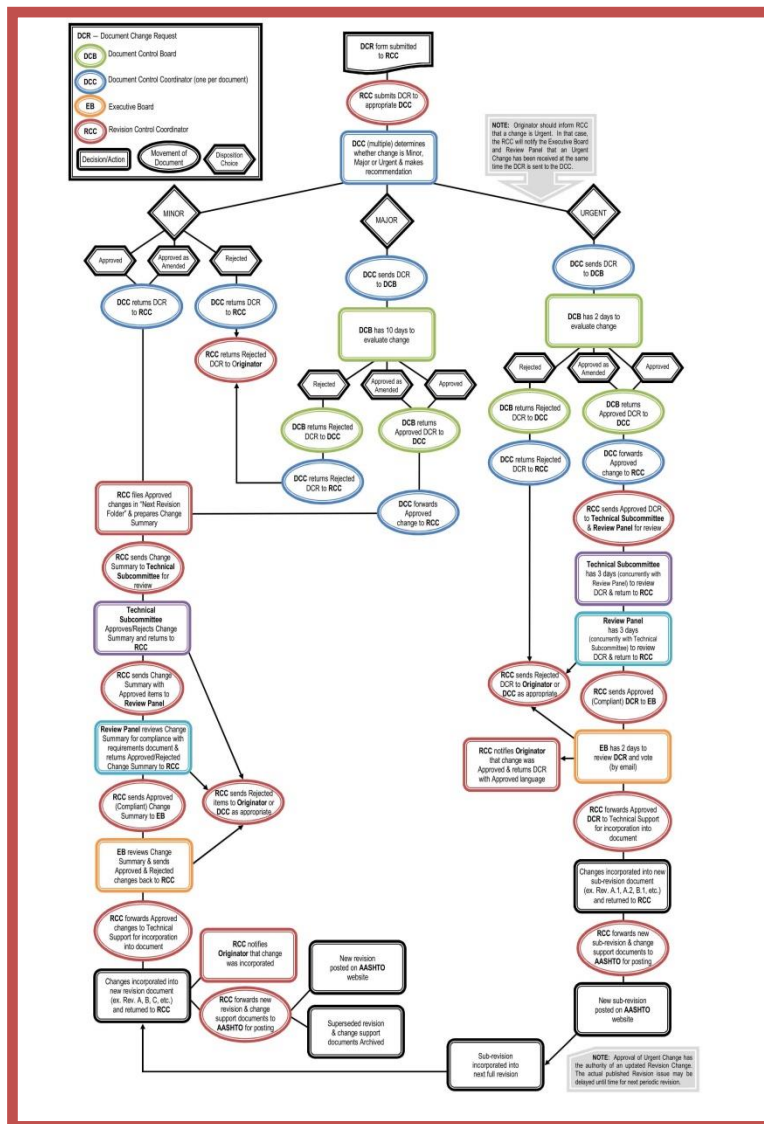 DCR — Document Change Request
DCB
Document Control Board
DCC
Document Control Coordinator (one per document)
EB
Executive Board
RCC
Revision Control Coordinator
Decision/Action
Movement of
Document
Disposition
Choice
DCR form submitted
to RCC
RCC submits DCR to
appropriate DCC
DCC (multiple) determines
whether change is Minor,
Major or Urgent & makes
recommendation
NOTE: Originator should inform RCC
that a change is Urgent. In that case,
the RCC will notify the Executive Board
and Review Panel that an Urgent
Change has been received at the same
time the DCR is sent to the DCC.
MINOR
MAJOR
URGENT
Approved
Approved as
Amended
Rejected
DCC returns DCR
to RCC
DCC returns DCR
to RCC
RCC returns Rejected
DCR to Originator
DCC sends DCR
to DCB
DCB has 10 days to
evaluate change
Rejected
Approved as
Amended
Approved
DCB returns Rejected
DCR to DCC
DCB returns
Approved DCR to
DCC
DCC returns Rejected
DCR to RCC
DCC forwards
Approved
change to RCC
DCC sends DCR
to DCB
DCB has 2 days to
evaluate change
Rejected
Approved as
Amended
Approved
DCB returns Rejected
DCR to DCC
DCB returns
Approved DCR to
DCC
DCC returns Rejected
DCR to RCC
DCC forwards
Approved
change to RCC
RCC sends Approved DCR
to Technical Subcommittee
& Review Panel for review
Technical Subcommittee
has 3 days (concurrently with
Review Panel) to review
DCR & return to RCC
Review Panel
has 3 days
(concurrently with Technical
Subcommittee) to review
DCR & return to RCC
RCC sends Rejected
DCR to Originator or
DCC as appropriate
RCC sends Approved
(Compliant) DCR to EB
RCC notifies Originator
that change was
Approved & returns DCR
with Approved language
EB has 2 days to
review DCR and vote
(by email)
RCC forwards Approved
DCR to Technical Support
for incorporation into
document
Changes incorporated into new
sub-revision document
(ex. Rev. A.1, A.2, B.1, etc.)
and returned to RCC
RCC forwards new
sub-revision & change
support documents to
AASHTO for posting
New sub-revision
posted on AASHTO
website
Sub-revision
incorporated into
next full revision
NOTE: Approval of Urgent Change has
the authority of an updated Revision Change.
The actual published Revision issue may be
delayed until time for next periodic revision.
RCC files Approved
changes in "Next Revision
Folder" & prepares Change
Summary
RCC sends Change
Summary to Technical
Subcommittee for
review
Technical
Subcommittee
Approves/Rejects Change
Summary and returns to
RCC
RCC sends Change
Summary with
Approved items to
Review Panel
Review Panel reviews Change
Summary for compliance with
requirements document &
returns Approved/Rejected
Change Summary to RCC
RCC sends Rejected
items to Originator or
DCC as appropriate
RCC sends Approved
(Compliant) Change
Summary to EB
EB reviews Change
Summary & sends
Approved & Rejected
changes back to RCC
RCC forwards Approved
changes to Technical
Support for incorporation
into document
Changes incorporated into
new revision document
(ex. Rev. A, B, C, etc.)
and returned to RCC
RCC notifies
Originator that change
was incorporated
RCC forwards new
revision & change
support documents to
AASHTO for posting
New revision
posted on AASHTO
website
Superseded revision
& change support
documents Archived